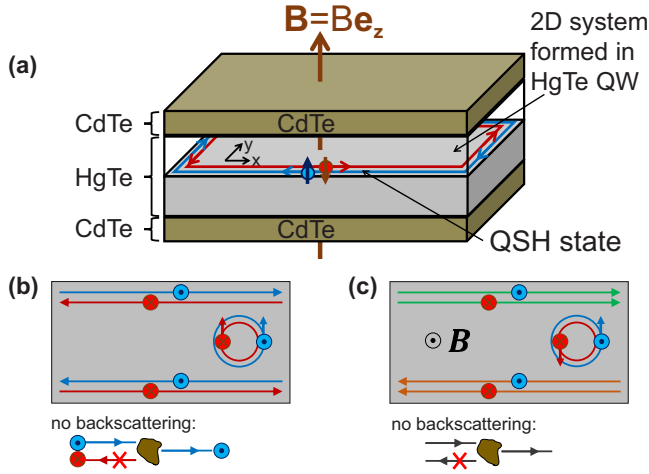 B=Be_z
2D system
formed in
HgTe QW
(a)
CdTe
CdTe
y
x
HgTe
CdTe
CdTe
QSH state
(b)
(c)
B
no backscattering:
no backscattering: